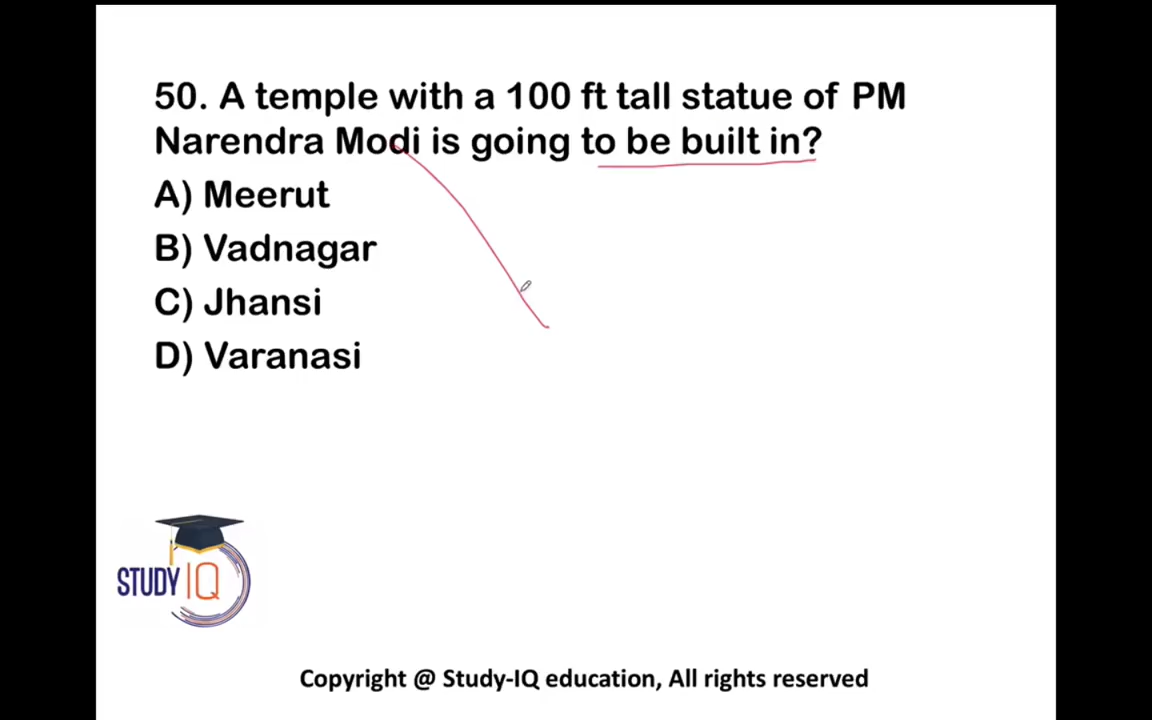 50. A temple with a 100 ft tall statue of PM
Narendra Modi is going to be built in?
A) Meerut
B) Vadnagar
C) Jhansi
D) Varanasi
STUDY IQ
Copyright @ Study-IQ education, All rights reserved